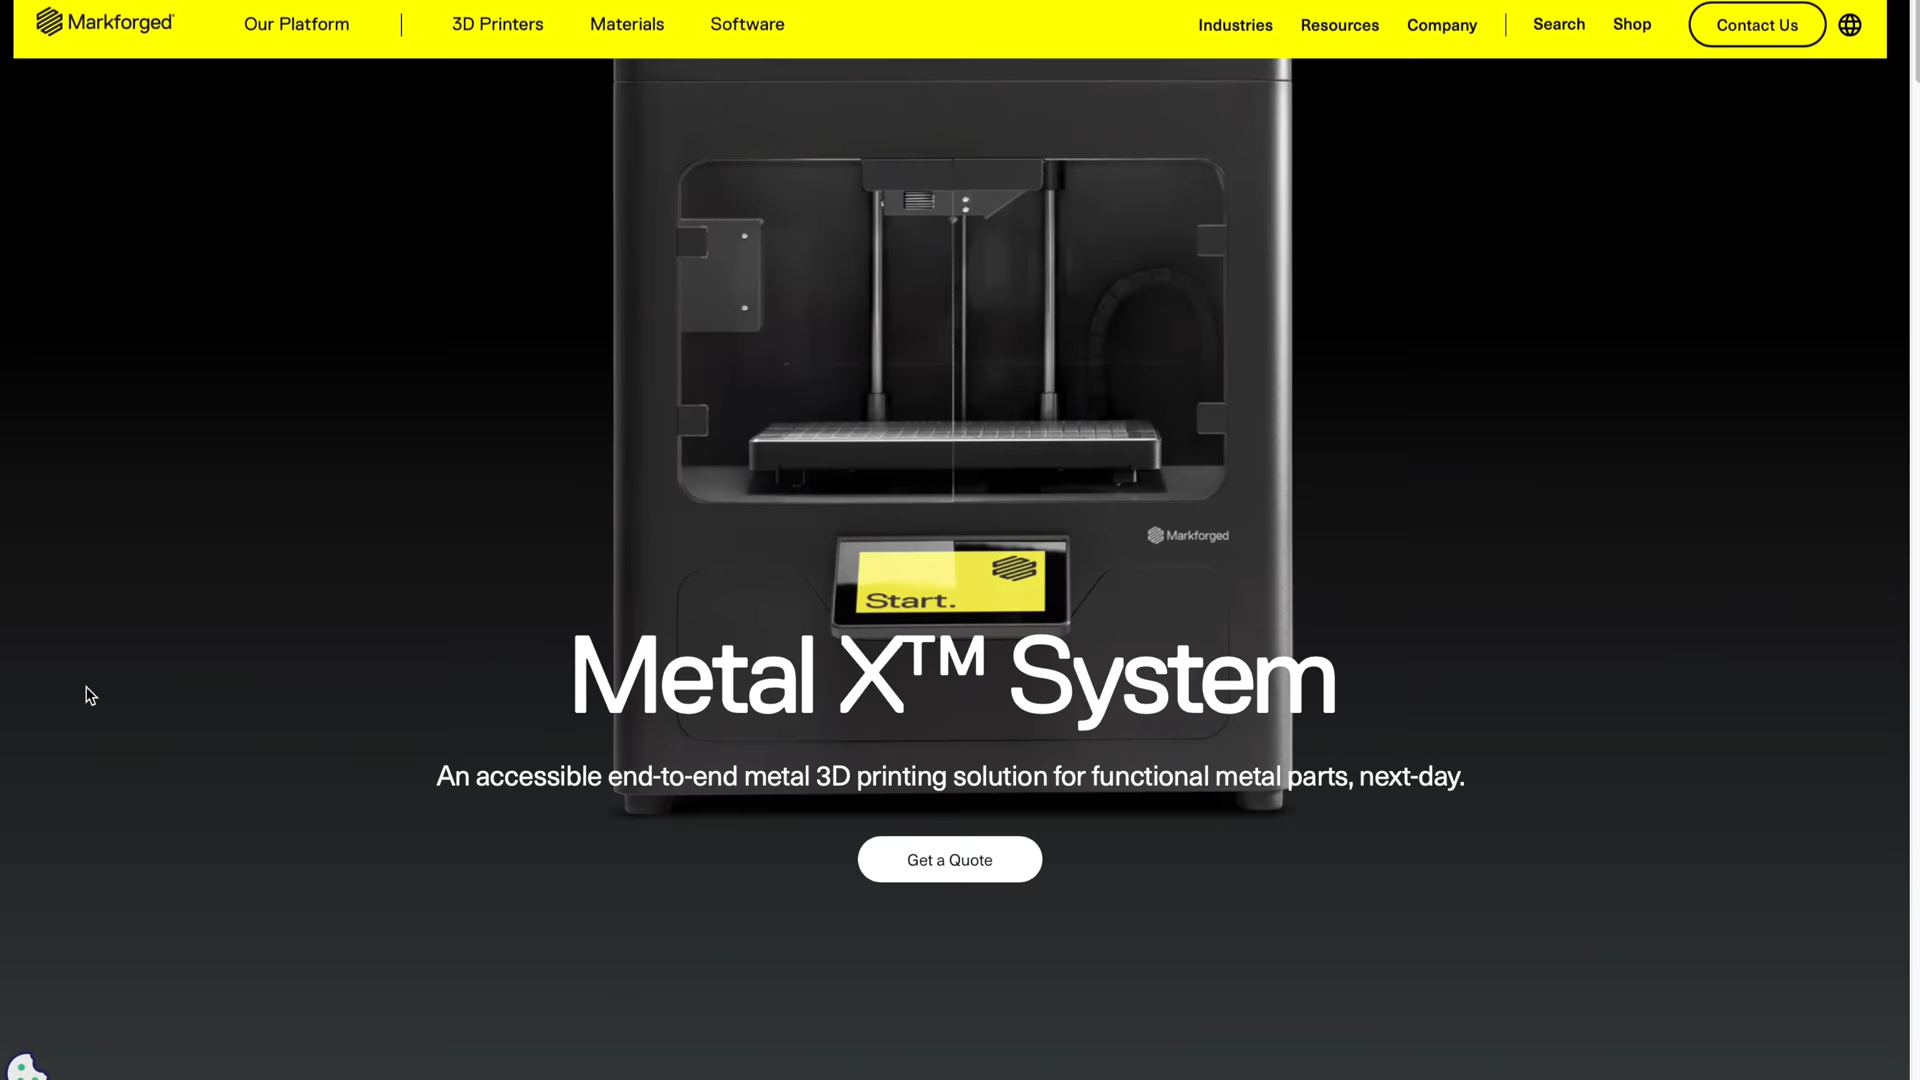 Markforged
Our Platform
3D Printers
Materials
Software
Industries
Resources
Company
Search
Shop
Contact Us
Markforged
Start.
Metal X™ System
An accessible end-to-end metal 3D printing solution for functional metal parts, next-day.
Get a Quote